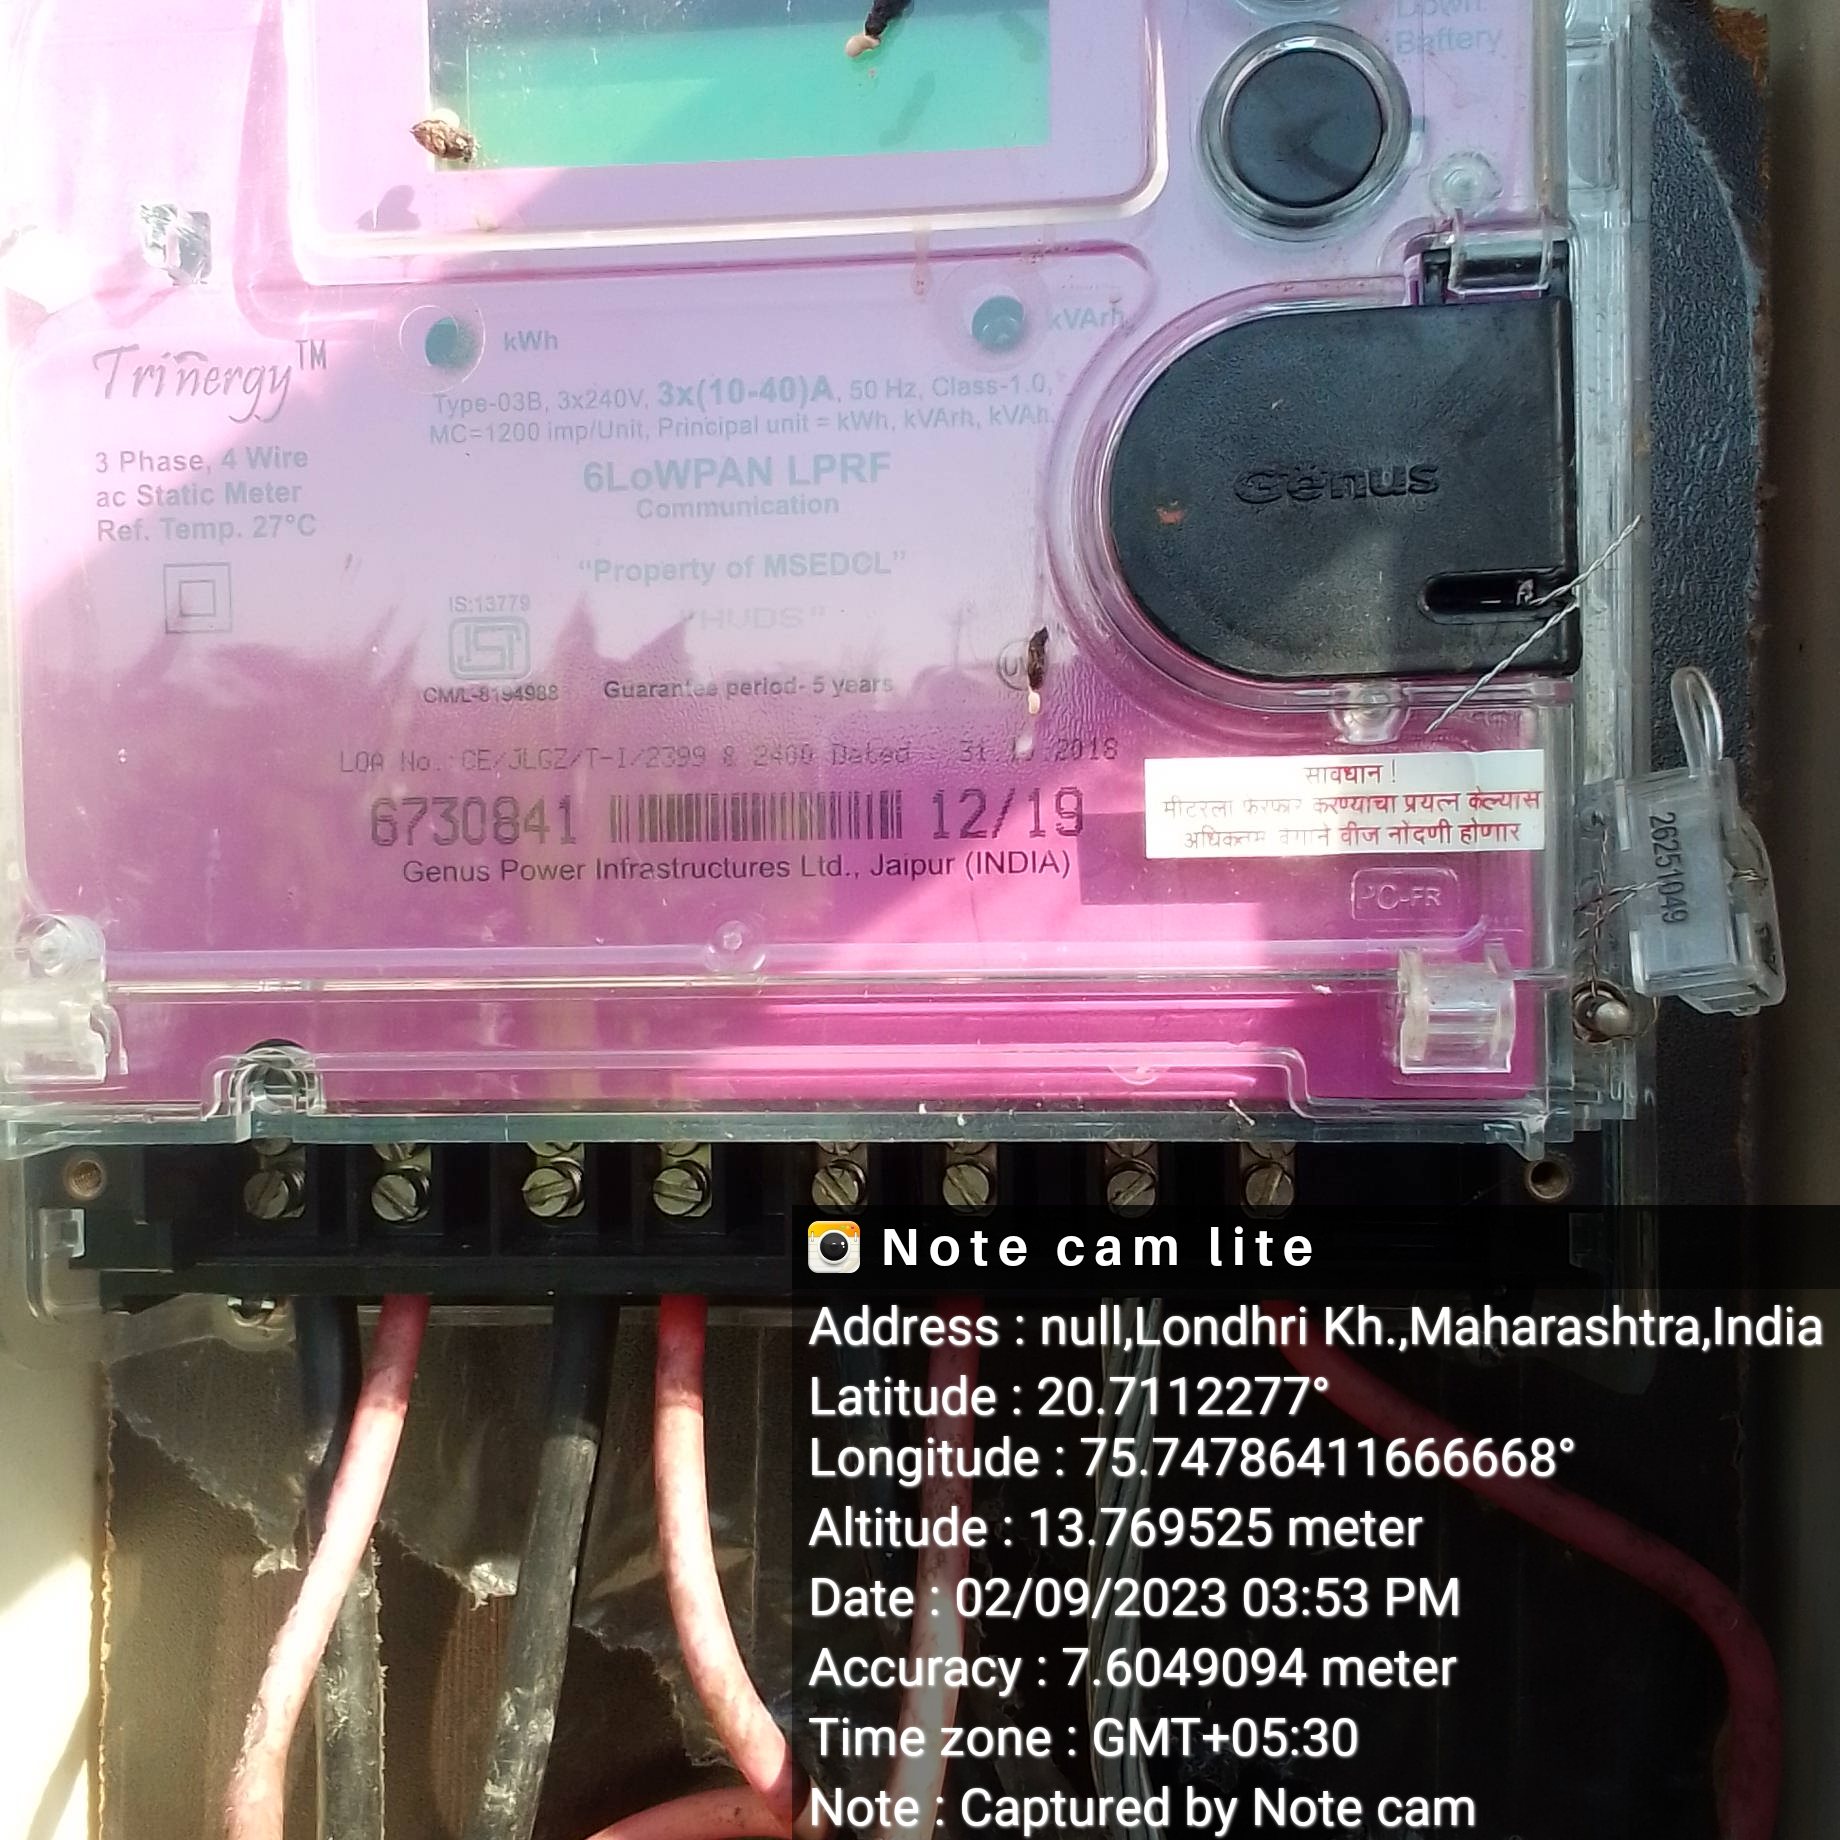 Down
Battery
kWh
kVArh
Trinergy™
Type-03B, 3x240V, 3x(10-40)A, 50 Hz, Class-1.0,
MC=1200 imp/Unit, Principal unit = kWh, kVArh, kVAh,
3 Phase, 4 Wire
ac Static Meter
Ref. Temp. 27°C
6LoWPAN LPRF
Communication
Genus
"Property of MSEDCL"
"HUDS"
IS:13779
ISI
CM/L-8194988
Guarantee period- 5 years
LOA No.: CE/JLGZ/T-I/2399 & 2400 Dated 2018
6730841 12/19
Genus Power Infrastructures Ltd., Jaipur (INDIA)
सावधान !
मीटरला फेरफार करण्याचा प्रयत्न केल्यास
अधिकतम वेगाने वीज नोंदणी होणार
PC-FR
26251049
Note cam lite
Address : null,Londhri Kh.,Maharashtra,India
Latitude : 20.7112277°
Longitude : 75.74786411666668°
Altitude : 13.769525 meter
Date : 02/09/2023 03:53 PM
Accuracy : 7.6049094 meter
Time zone : GMT+05:30
Note : Captured by Note cam